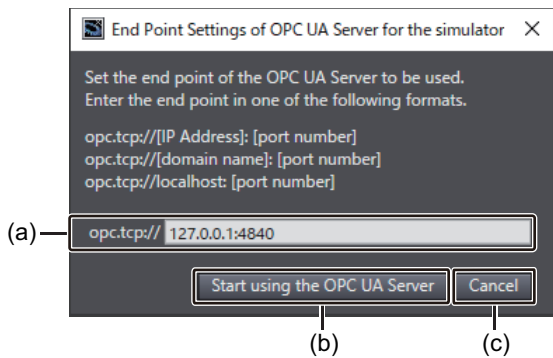 End Point Settings of OPC UA Server for the simulator
Set the end point of the OPC UA Server to be used.
Enter the end point in one of the following formats.
opc.tcp://[IP Address]: [port number]
opc.tcp://[domain name]: [port number]
opc.tcp://localhost: [port number]
(a) opc.tcp:// 127.0.0.1:4840
Start using the OPC UA Server Cancel
(b) (c)